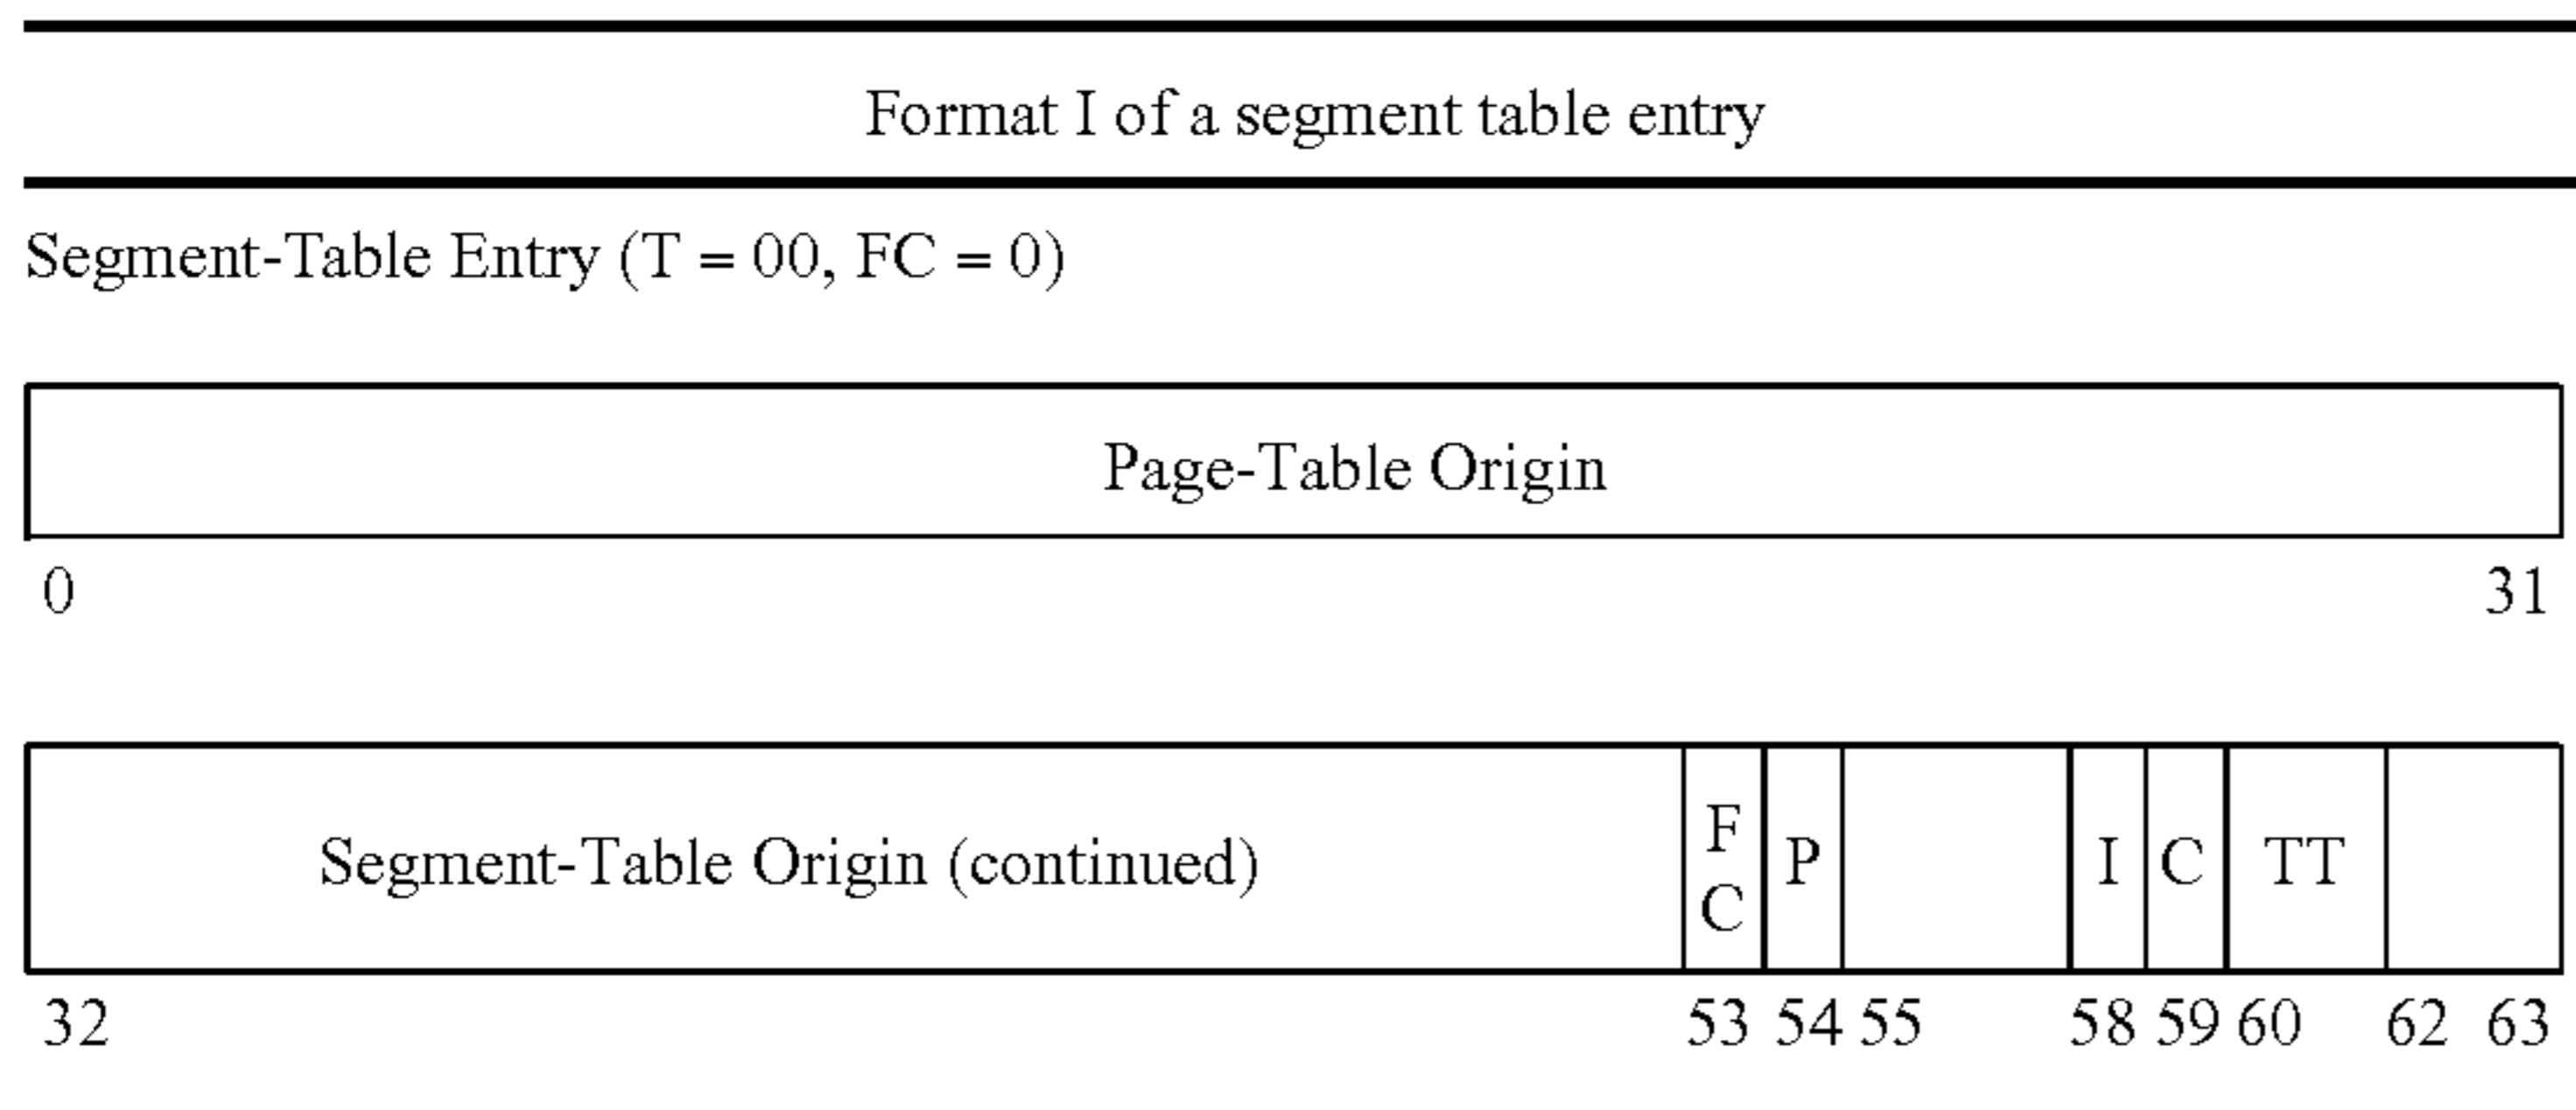 Format I of a segment table entry
Segment-Table Entry (T = 00, FC = 0)
Page-Table Origin
0 31
Segment-Table Origin (continued) F C P I C TT
32 53 54 55 58 59 60 62 63